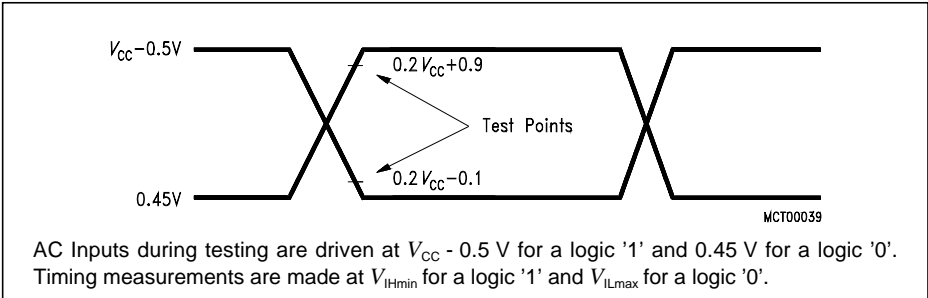 V_CC−0.5V
0.2 V_CC+0.9
Test Points
0.2 V_CC−0.1
0.45V
MCT00039
AC Inputs during testing are driven at V_CC - 0.5 V for a logic '1' and 0.45 V for a logic '0'.
Timing measurements are made at V_IHmin for a logic '1' and V_ILmax for a logic '0'.